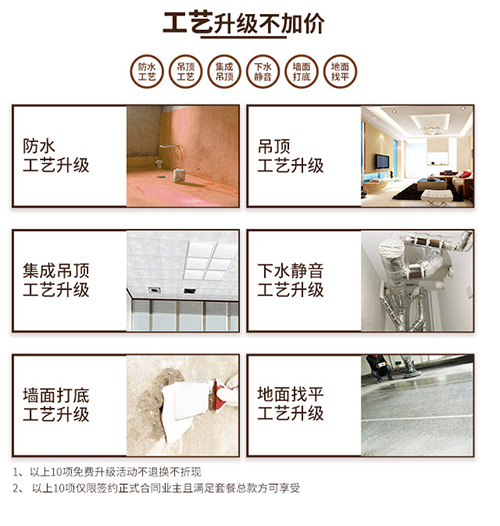 工艺升级不加价
防水 吊顶 集成 下水 墙面 地面
工艺 工艺 吊顶 静音 打底 找平
防水
工艺升级
吊顶
工艺升级
集成吊顶
工艺升级
下水静音
工艺升级
墙面打底
工艺升级
地面找平
工艺升级
1、以上10项免费升级活动不退换不折现
2、 以上10项仅限签约正式合同业主且满足套餐总款方可享受